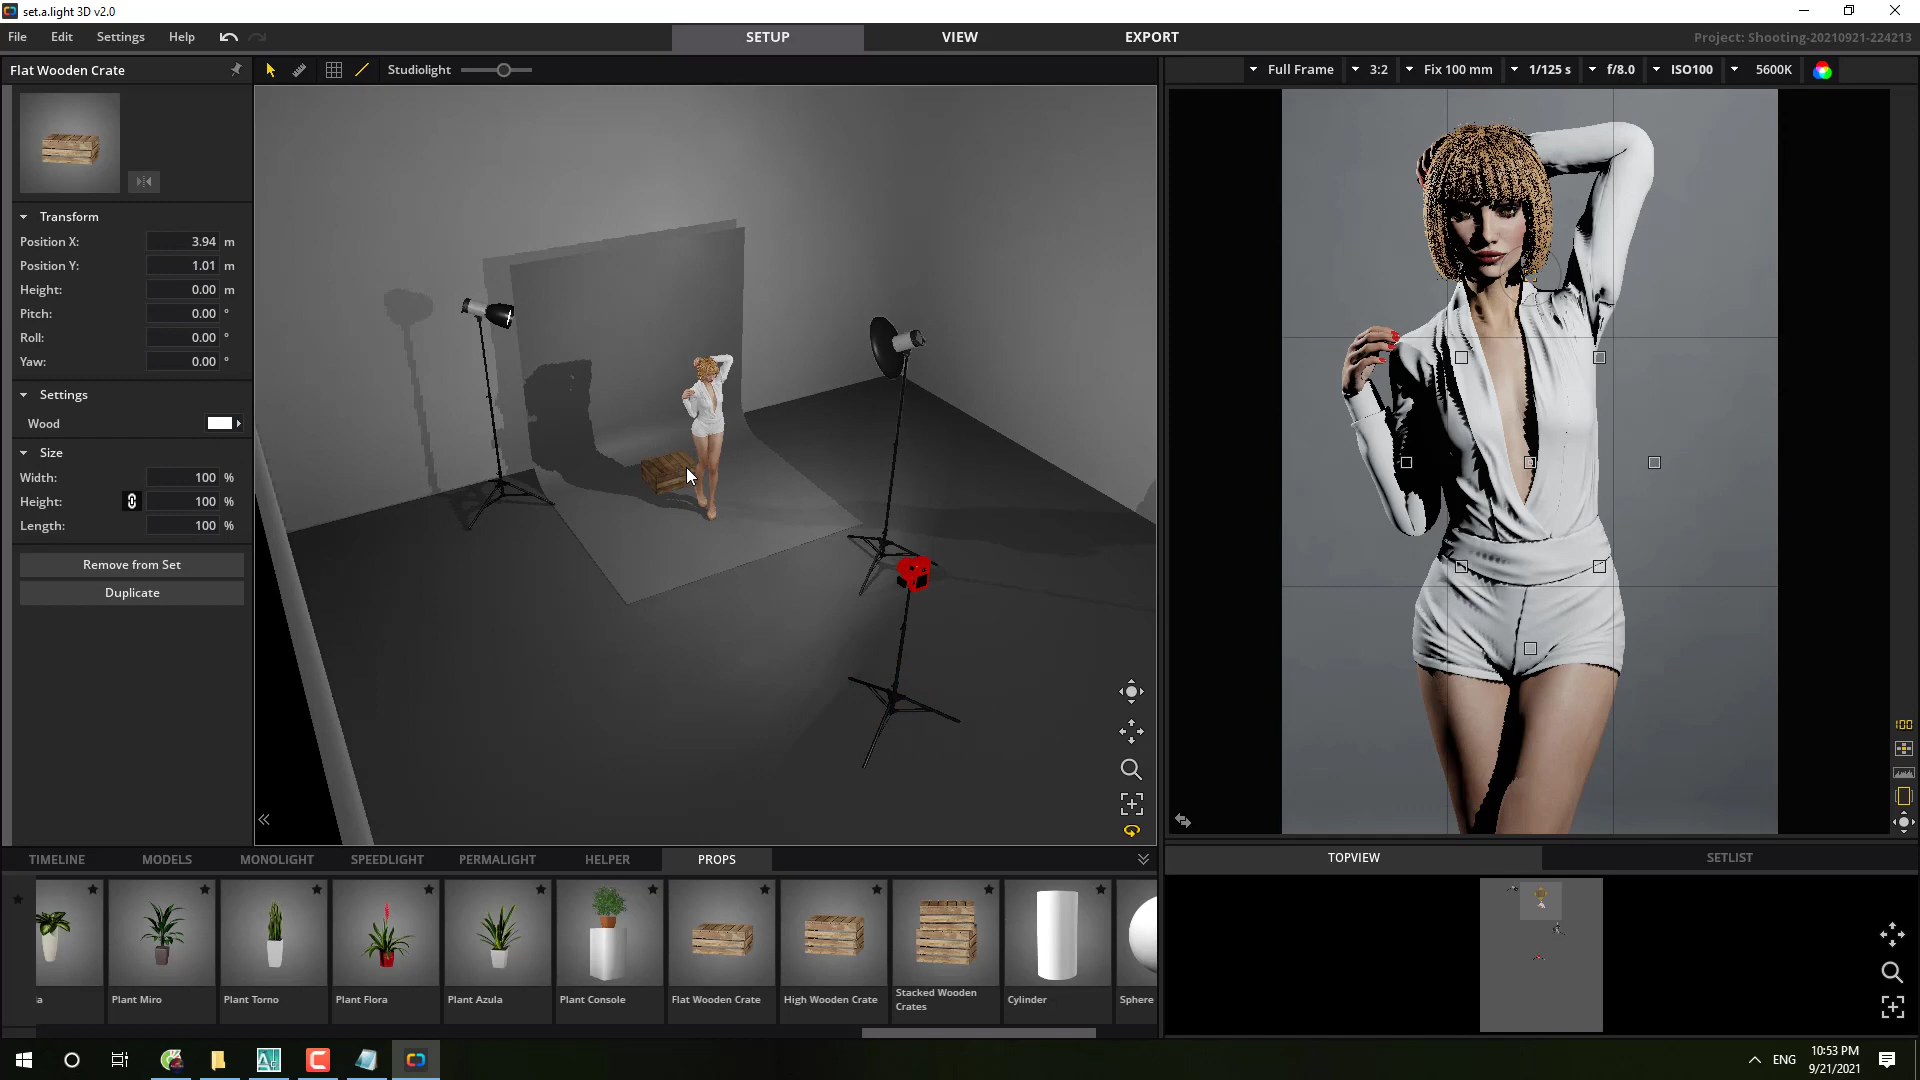 set.a.light 3D v2.0
File Edit Settings Help
SETUP VIEW EXPORT
Project: Shooting-20210921-224213
Flat Wooden Crate
Studiolight
Full Frame 3:2 Fix 100 mm 1/125 s f/8.0 ISO100 5600K
Transform
Position X: 3.94 m
Position Y: 1.01 m
Height: 0.00 m
Pitch: 0.00 °
Roll: 0.00 °
Yaw: 0.00 °
Settings
Wood
Size
Width: 100 %
Height: 100 %
Length: 100 %
Remove from Set
Duplicate
100
TIMELINE MODELS MONOLIGHT SPEEDLIGHT PERMALIGHT HELPER PROPS
TOPVIEW SETLIST
Plant Miro
Plant Torno
Plant Flora
Plant Azula
Plant Console
Flat Wooden Crate
High Wooden Crate
Stacked Wooden
Crates
Cylinder
Sphere
ENG
10:53 PM
9/21/2021